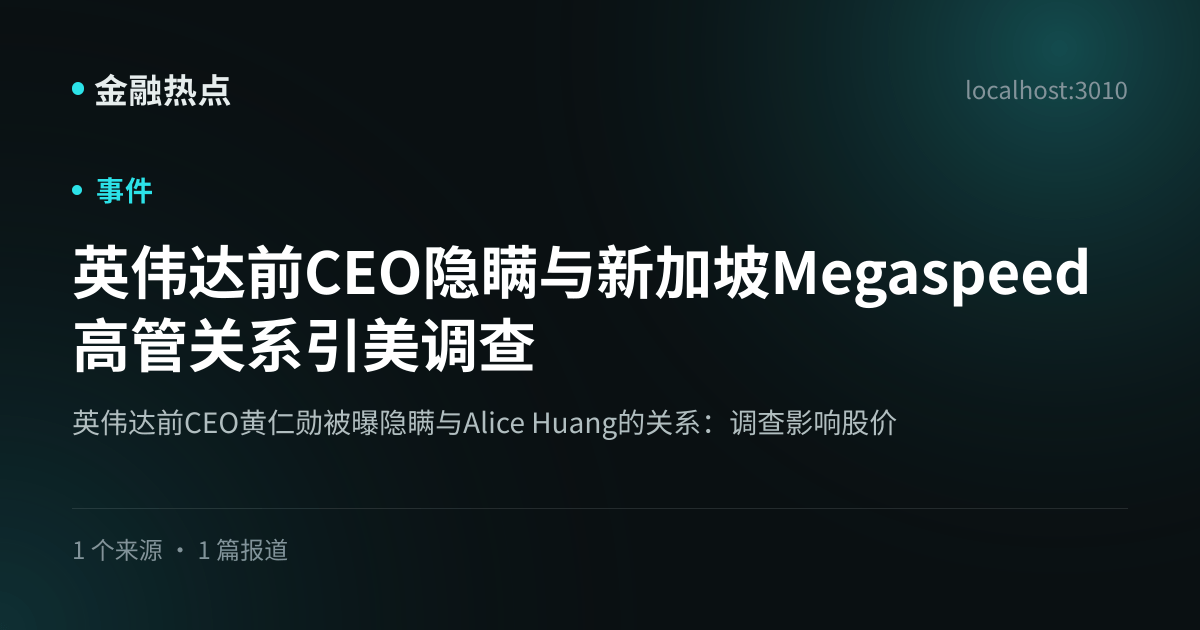 金融热点
localhost:3010
事件
英伟达前CEO隐瞒与新加坡Megaspeed
高管关系引美调查
英伟达前CEO黄仁勋被曝隐瞒与Alice Huang的关系：调查影响股价
1 个来源 · 1 篇报道